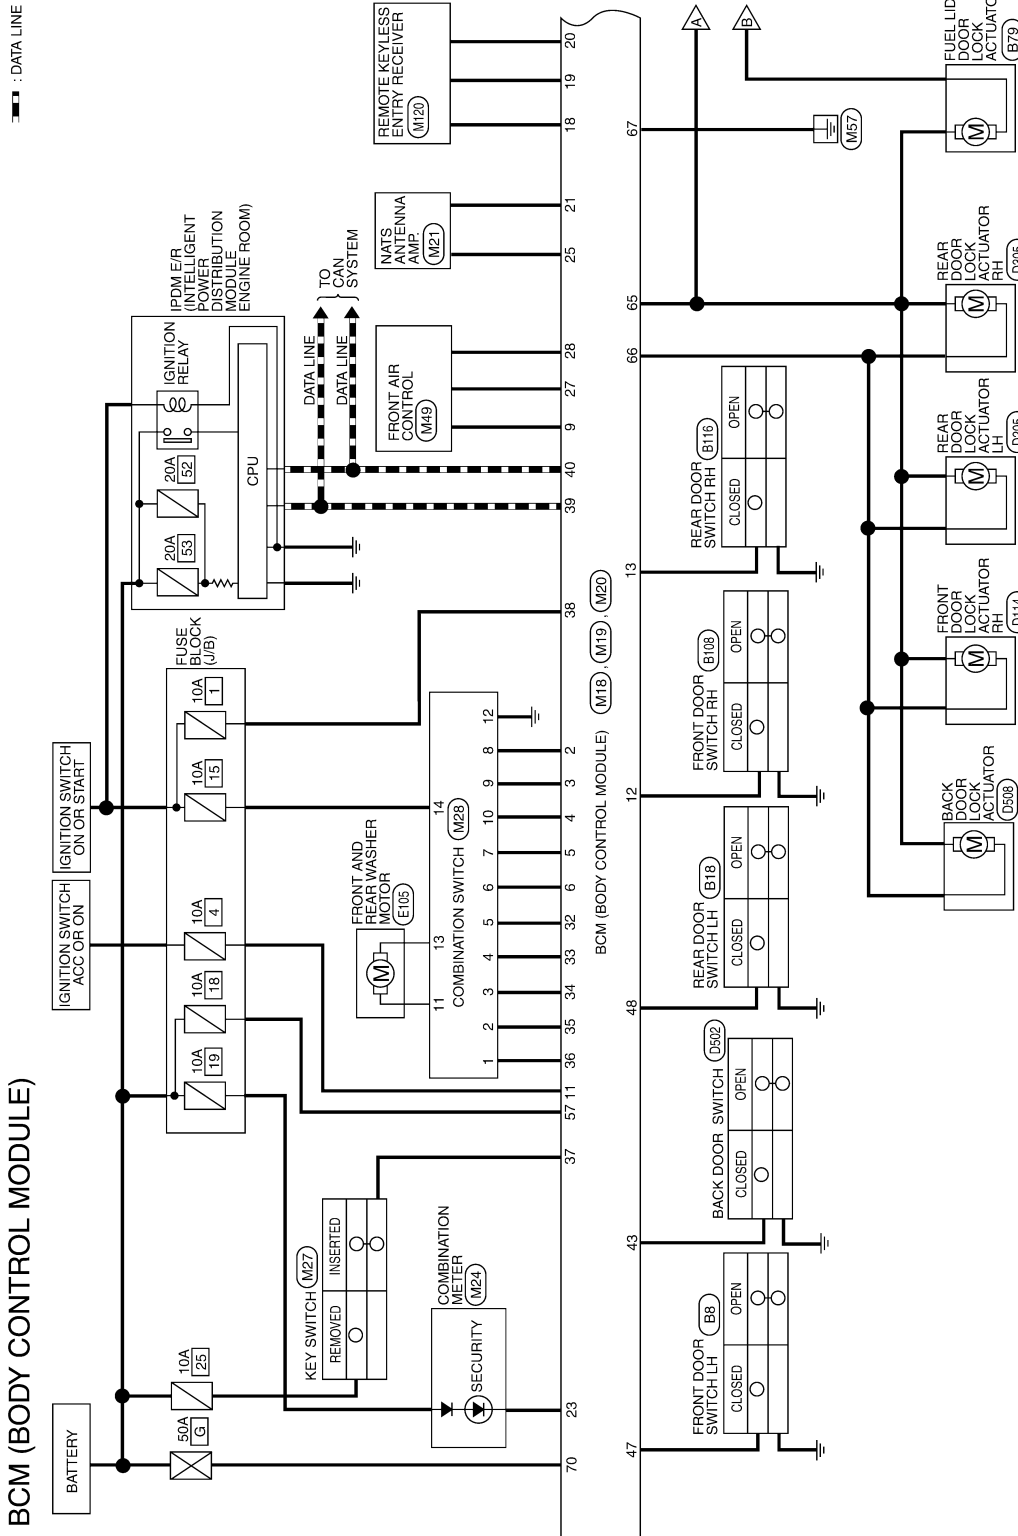 BCM (BODY CONTROL MODULE)
: DATA LINE
BATTERY
IGNITION SWITCH
ACC OR ON
IGNITION SWITCH
ON OR START
50A
G
10A
25
10A
19
10A
18
10A
4
10A
15
10A
1
FUSE
BLOCK
(J/B)
20A
53
20A
52
IGNITION
RELAY
CPU
IPDM E/R
(INTELLIGENT
POWER
DISTRIBUTION
MODULE
ENGINE ROOM)
DATA LINE
DATA LINE
TO
CAN
SYSTEM
KEY SWITCH
M27
REMOVED
INSERTED
COMBINATION
METER
M24
SECURITY
FRONT AND
REAR WASHER
MOTOR
E105
M
11
13
14
COMBINATION SWITCH
M28
1
2
3
4
5
6
7
10
9
8
12
FRONT AIR
CONTROL
M49
NATS
ANTENNA
AMP.
M21
REMOTE KEYLESS
ENTRY RECEIVER
M120
70
23
37
57
11
36
35
34
33
32
6
5
4
3
2
38
39
40
9
27
28
25
21
18
19
20
BCM (BODY CONTROL MODULE)
M18
,
M19
,
M20
47
43
48
12
13
66
65
67
FRONT DOOR
SWITCH LH
B8
CLOSED
OPEN
BACK DOOR SWITCH
D502
CLOSED
OPEN
REAR DOOR
SWITCH LH
B18
CLOSED
OPEN
FRONT DOOR
SWITCH RH
B108
CLOSED
OPEN
REAR DOOR
SWITCH RH
B116
CLOSED
OPEN
M57
A
B
BACK
DOOR
LOCK
ACTUATOR
D508
M
FRONT
DOOR
LOCK
ACTUATOR
RH
D114
M
REAR
DOOR
LOCK
ACTUATOR
LH
M
REAR
DOOR
LOCK
ACTUATOR
RH
M
FUEL LID
DOOR
LOCK
ACTUATO
B79
M